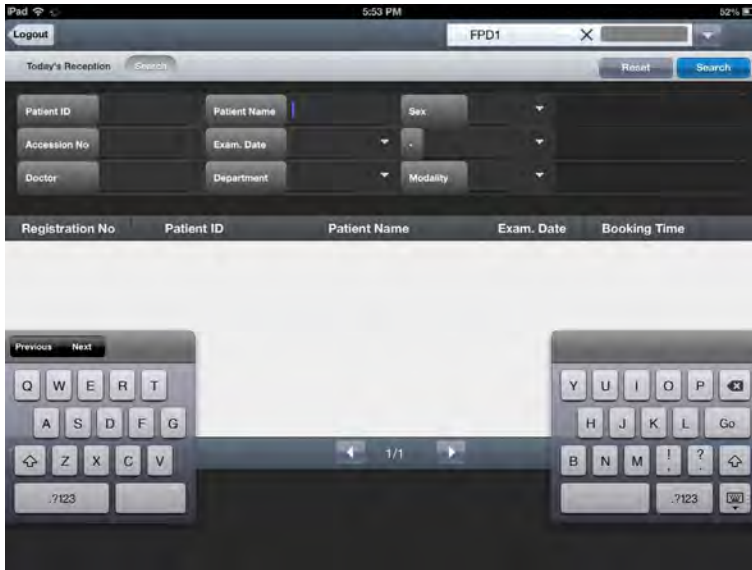 iPad 5:53 PM 52%
Logout FPD1 X
Today's Reception Search Reset Search
Patient ID Patient Name Sex
Accession No Exam. Date -
Doctor Department Modality
Registration No Patient ID Patient Name Exam. Date Booking Time
Previous Next
Q W E R T Y U I O P
A S D F G H J K L Go
Z X C V B N M ! , ? .
.?123 .?123
1/1